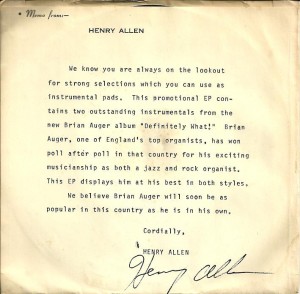 • Memo from—
HENRY ALLEN
We know you are always on the lookout
for strong selections which you can use as
instrumental pads. This promotional EP con-
tains two outstanding instrumentals from the
new Brian Auger album "Definitely What!" Brian
Auger, one of England's top organists, has won
poll after poll in that country for his exciting
musicianship as both a jazz and rock organist.
This EP displays him at his best in both styles.
We believe Brian Auger will soon be as
popular in this country as he is in his own.
Cordially,
HENRY ALLEN
Henry Allen